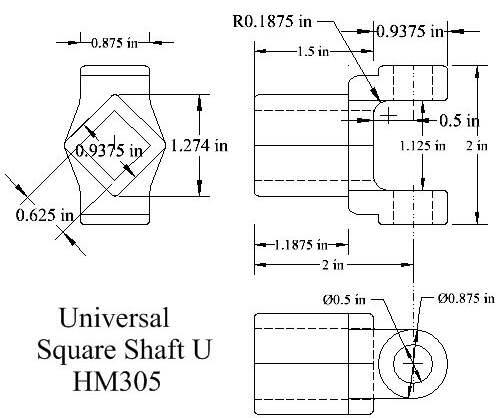 R0.1875 in
0.9375 in
0.875 in
1.5 in
0.5 in
0.9375 in
1.274 in
1.125 in
2 in
0.625 in
1.1875 in
2 in
Ø0.5 in
Ø0.875 in
Universal
Square Shaft U
HM305